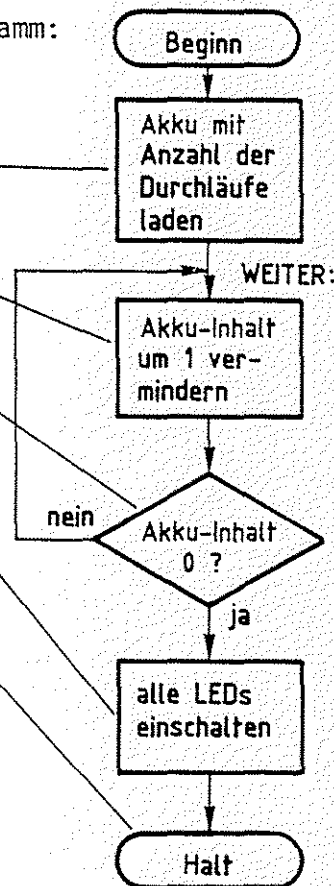 amm:
Beginn
Akku mit
Anzahl der
Durchläufe
laden
WEITER:
Akku-Inhalt
um 1 ver-
mindern
nein
Akku-Inhalt
0 ?
ja
alle LEDs
einschalten
Halt